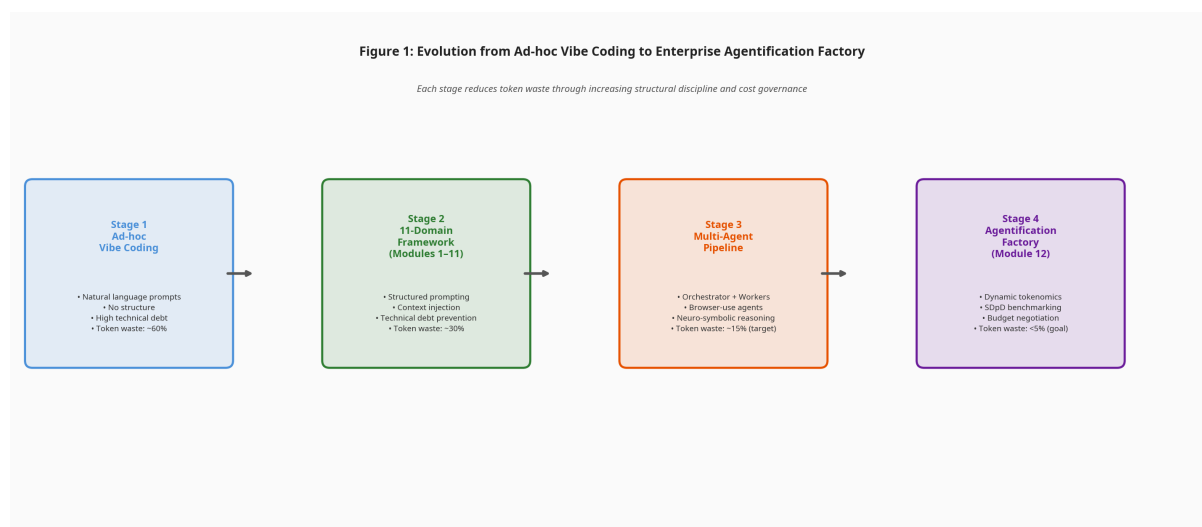 Figure 1: Evolution from Ad-hoc Vibe Coding to Enterprise Agentification Factory
Each stage reduces token waste through increasing structural discipline and cost governance
Stage 1
Ad-hoc
Vibe Coding
• Natural language prompts
• No structure
• High technical debt
• Token waste: ~60%
Stage 2
11-Domain
Framework
(Modules 1–11)
• Structured prompting
• Context injection
• Technical debt prevention
• Token waste: ~30%
Stage 3
Multi-Agent
Pipeline
• Orchestrator + Workers
• Browser-use agents
• Neuro-symbolic reasoning
• Token waste: ~15% (target)
Stage 4
Agentification
Factory
(Module 12)
• Dynamic tokenomics
• SDpD benchmarking
• Budget negotiation
• Token waste: <5% (goal)